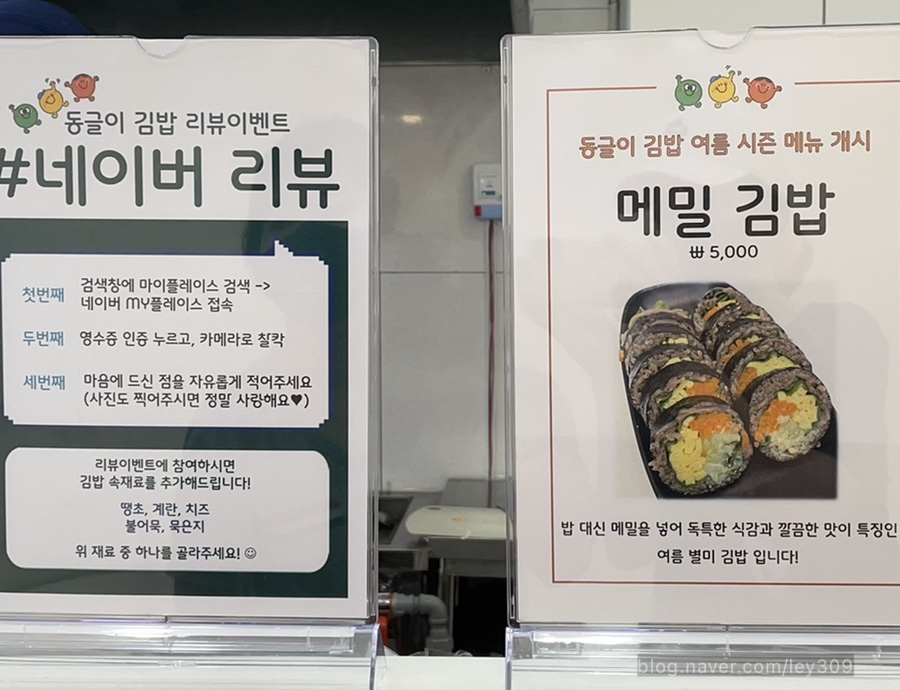 동글이 김밥 리뷰이벤트
#네이버 리뷰
첫번째 검색창에 마이플레이스 검색 ->
네이버 MY플레이스 접속
두번째 영수증 인증 누르고, 카메라로 찰칵
세번째 마음에 드신 점을 자유롭게 적어주세요
(사진도 찍어주시면 정말 사랑해요♥)
리뷰이벤트에 참여하시면
김밥 속재료를 추가해드립니다!
땡초, 계란, 치즈
불어묵, 묵은지
위 재료 중 하나를 골라주세요! ☺
동글이 김밥 여름 시즌 메뉴 개시
메밀 김밥
₩ 5,000
밥 대신 메밀을 넣어 독특한 식감과 깔끔한 맛이 특징인
여름 별미 김밥 입니다!
blog.naver.com/ley309